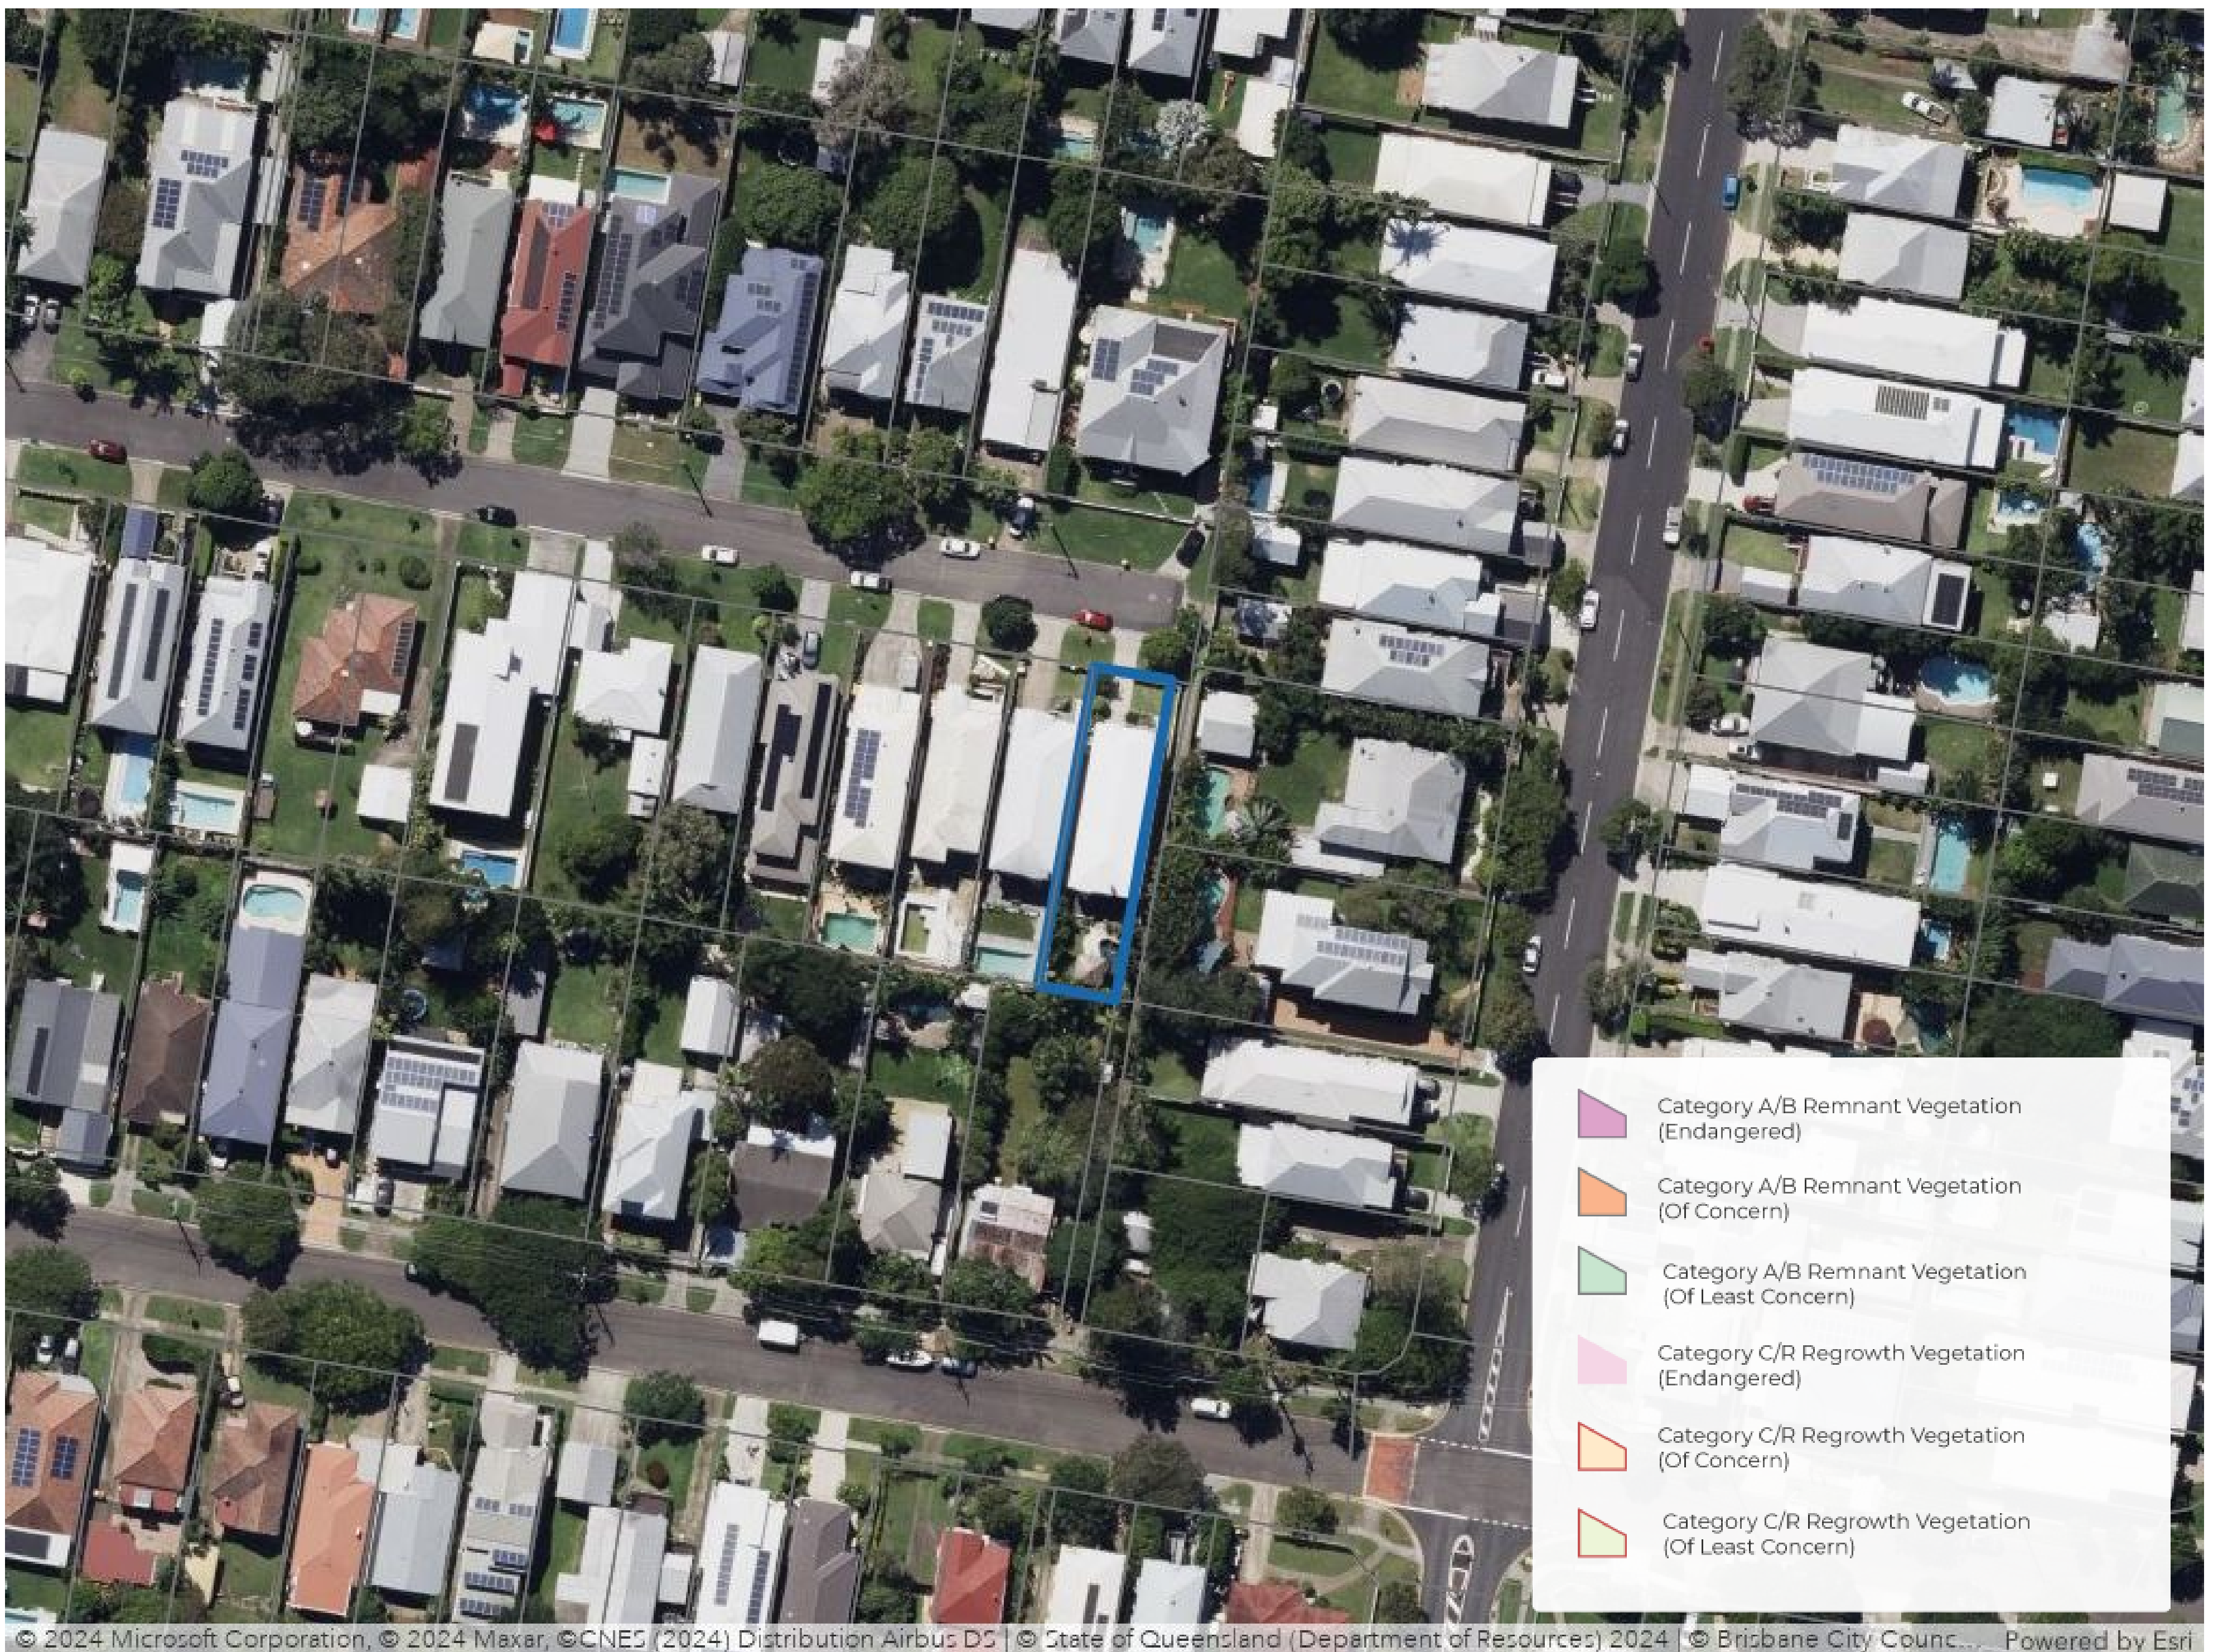 Category A/B Remnant Vegetation
(Endangered)
Category A/B Remnant Vegetation
(Of Concern)
Category A/B Remnant Vegetation
(Of Least Concern)
Category C/R Regrowth Vegetation
(Endangered)
Category C/R Regrowth Vegetation
(Of Concern)
Category C/R Regrowth Vegetation
(Of Least Concern)
© 2024 Microsoft Corporation, © 2024 Maxar, ©CNES (2024) Distribution Airbus DS | © State of Queensland (Department of Resources) 2024 | © Brisbane City Counc... Powered by Esri